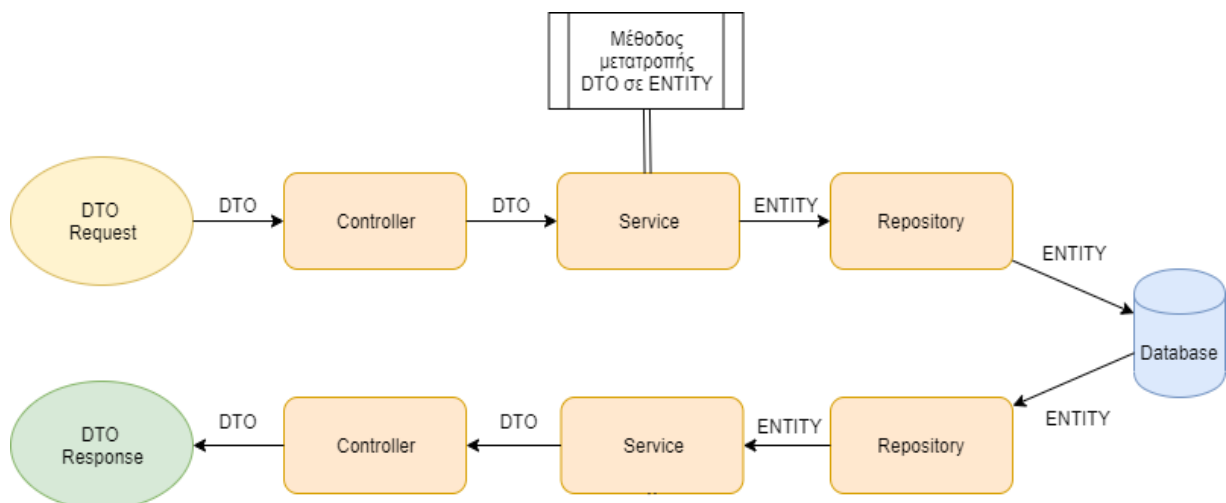 Μέθοδος
μετατροπής
DTO σε ENTITY
DTO
Request
DTO
Controller
DTO
Service
ENTITY
Repository
ENTITY
Database
ENTITY
Repository
ENTITY
Service
DTO
Controller
DTO
DTO
Response